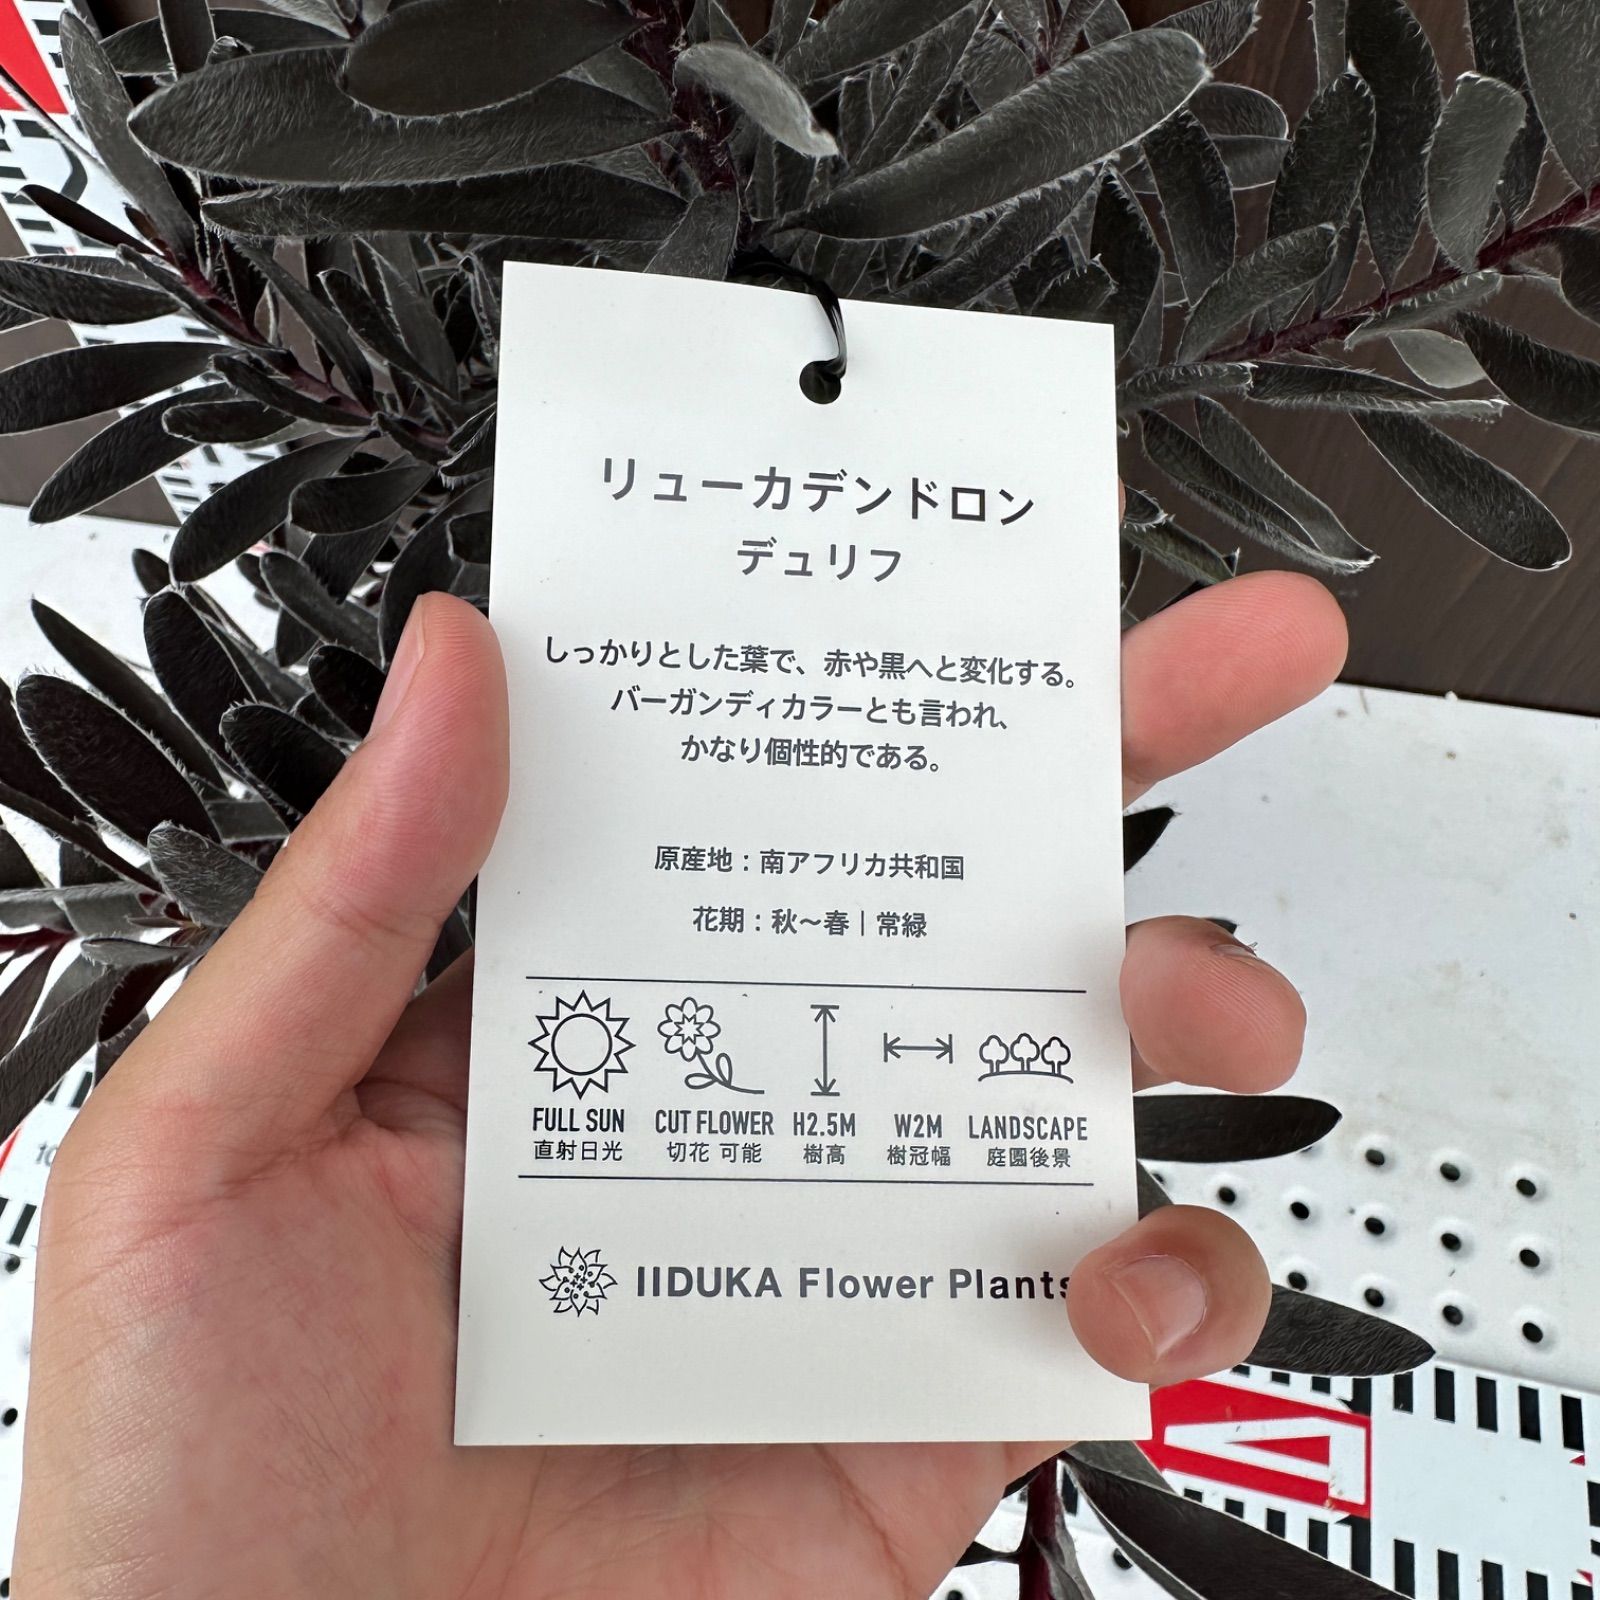 リューカデンドロン
デュリフ
しっかりとした葉で、赤や黒へと変化する。
バーガンディカラーとも言われ、
かなり個性的である。
原産地：南アフリカ共和国
花期：秋～春｜常緑
FULL SUN CUT FLOWER H2.5M W2M LANDSCAPE
直射日光 切花 可能 樹高 樹冠幅 庭園後景
IIDUKA Flower Plants